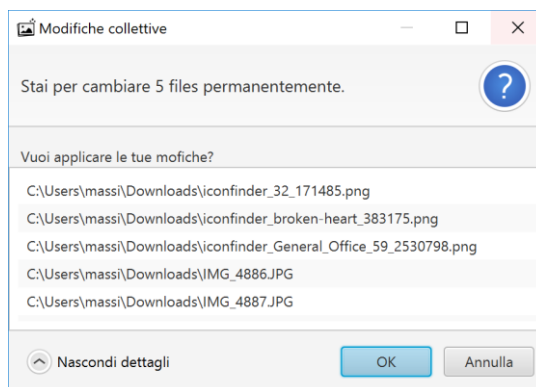 Modifiche collettive
Stai per cambiare 5 files permanentemente.
?
Vuoi applicare le tue mofiche?
C:\Users\massi\Downloads\iconfinder_32_171485.png
C:\Users\massi\Downloads\iconfinder_broken-heart_383175.png
C:\Users\massi\Downloads\iconfinder_General_Office_59_2530798.png
C:\Users\massi\Downloads\IMG_4886.JPG
C:\Users\massi\Downloads\IMG_4887.JPG
Nascondi dettagli OK Annulla